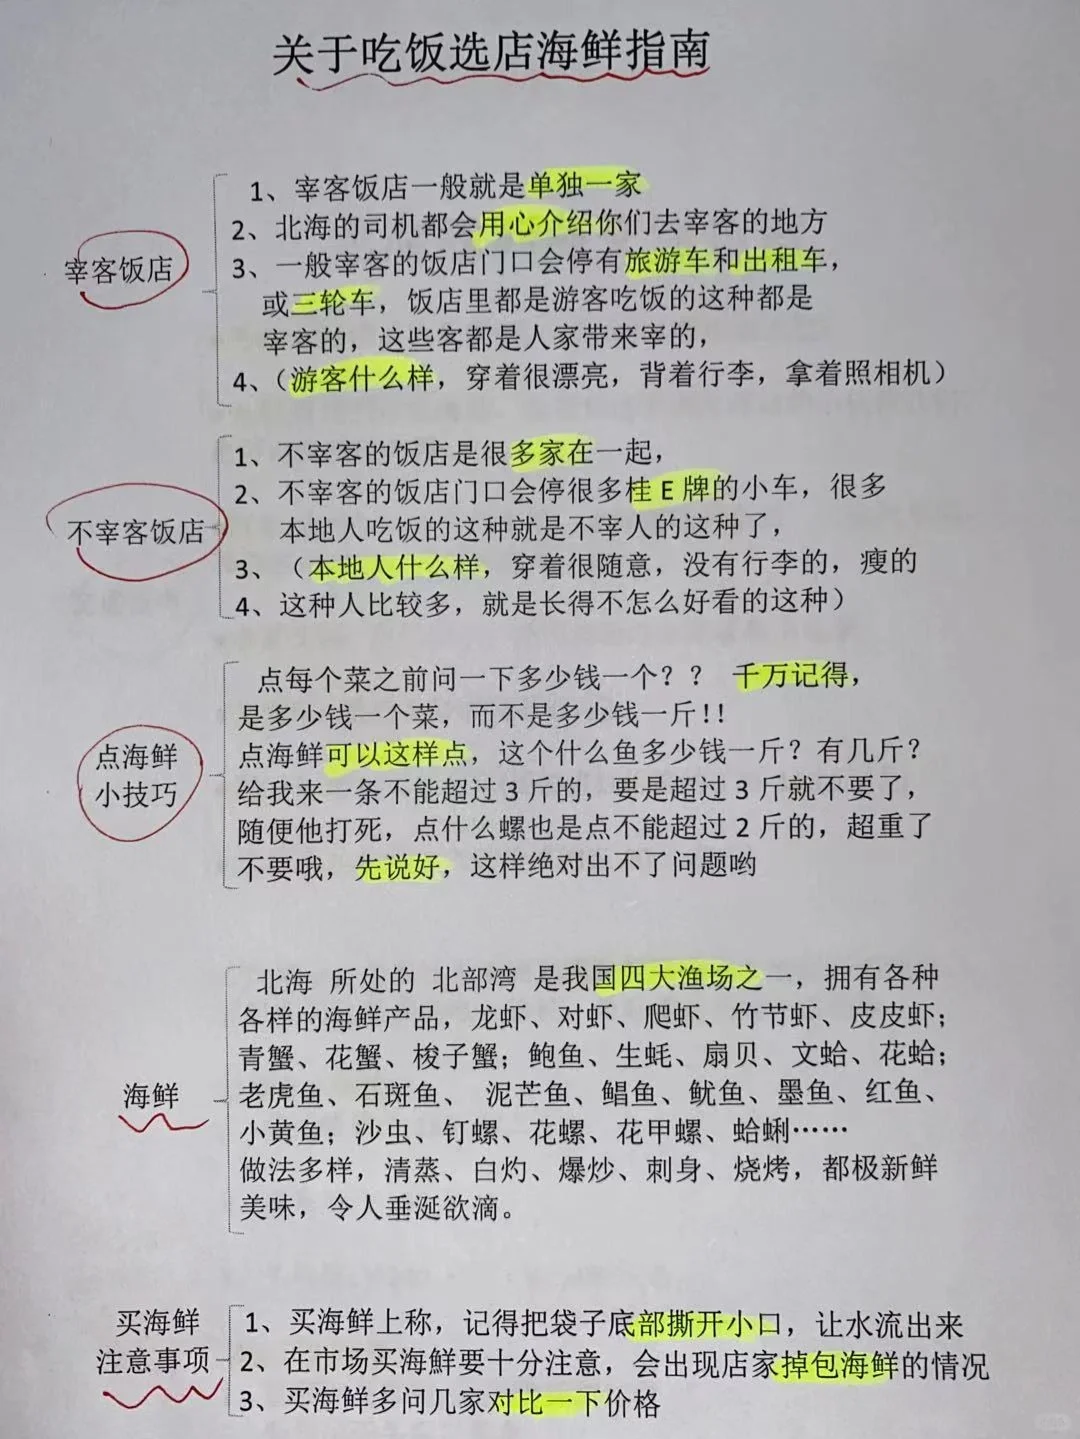 关于吃饭选店海鲜指南
宰客饭店
1、宰客饭店一般就是单独一家
2、北海的司机都会用心介绍你们去宰客的地方
3、一般宰客的饭店门口会停有旅游车和出租车，
或三轮车，饭店里都是游客吃饭的这种都是
宰客的，这些客都是人家带来宰的，
4、（游客什么样，穿着很漂亮，背着行李，拿着照相机）
不宰客饭店
1、不宰客的饭店是很多家在一起，
2、不宰客的饭店门口会停很多桂 E 牌的小车，很多
本地人吃饭的这种就是不宰人的这种了，
3、（本地人什么样，穿着很随意，没有行李的，瘦的
4、这种人比较多，就是长得不怎么好看的这种）
点海鲜
小技巧
点每个菜之前问一下多少钱一个？？ 千万记得，
是多少钱一个菜，而不是多少钱一斤！！
点海鲜可以这样点，这个什么鱼多少钱一斤？有几斤？
给我来一条不能超过 3 斤的，要是超过 3 斤就不要了，
随便他打死，点什么螺也是点不能超过 2 斤的，超重了
不要哦，先说好，这样绝对出不了问题哟
海鲜
北海 所处的 北部湾 是我国四大渔场之一，拥有各种
各样的海鲜产品，龙虾、对虾、爬虾、竹节虾、皮皮虾；
青蟹、花蟹、梭子蟹；鲍鱼、生蚝、扇贝、文蛤、花蛤；
老虎鱼、石斑鱼、 泥芒鱼、鲳鱼、鱿鱼、墨鱼、红鱼、
小黄鱼；沙虫、钉螺、花螺、花甲螺、蛤蜊……
做法多样，清蒸、白灼、爆炒、刺身、烧烤，都极新鲜
美味，令人垂涎欲滴。
买海鲜
注意事项
1、买海鲜上称，记得把袋子底部撕开小口，让水流出来
2、在市场买海鮮要十分注意，会出现店家掉包海鲜的情况
3、买海鲜多问几家对比一下价格